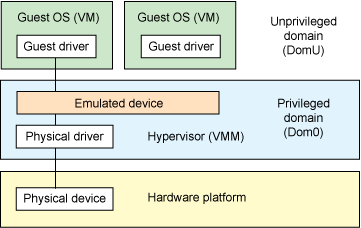 Guest OS (VM)
Guest driver
Guest OS (VM)
Guest driver
Unprivileged
domain
(DomU)
Emulated device
Physical driver
Hypervisor (VMM)
Privileged
domain
(Dom0)
Physical device
Hardware platform